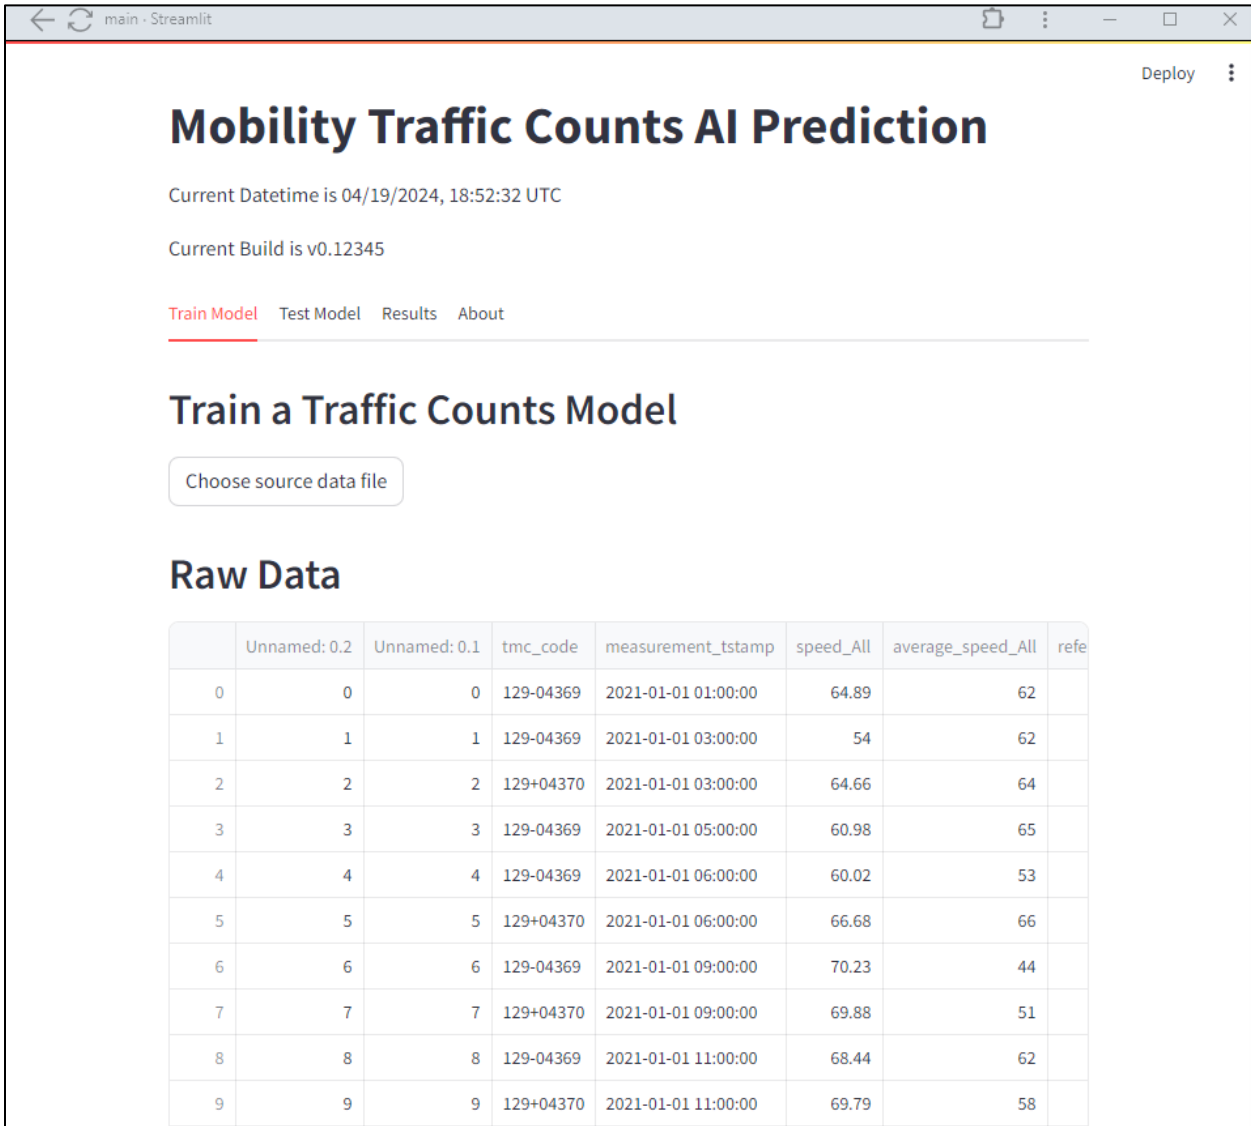 main - Streamlit
Deploy
Mobility Traffic Counts AI Prediction
Current Datetime is 04/19/2024, 18:52:32 UTC
Current Build is v0.12345
Train Model Test Model Results About
Train a Traffic Counts Model
Choose source data file
Raw Data
Unnamed: 0.2 Unnamed: 0.1 tmc_code measurement_tstamp speed_All average_speed_All refe
0 0 0 129-04369 2021-01-01 01:00:00 64.89 62
1 1 1 129-04369 2021-01-01 03:00:00 54 62
2 2 2 129+04370 2021-01-01 03:00:00 64.66 64
3 3 3 129-04369 2021-01-01 05:00:00 60.98 65
4 4 4 129-04369 2021-01-01 06:00:00 60.02 53
5 5 5 129+04370 2021-01-01 06:00:00 66.68 66
6 6 6 129-04369 2021-01-01 09:00:00 70.23 44
7 7 7 129+04370 2021-01-01 09:00:00 69.88 51
8 8 8 129-04369 2021-01-01 11:00:00 68.44 62
9 9 9 129+04370 2021-01-01 11:00:00 69.79 58